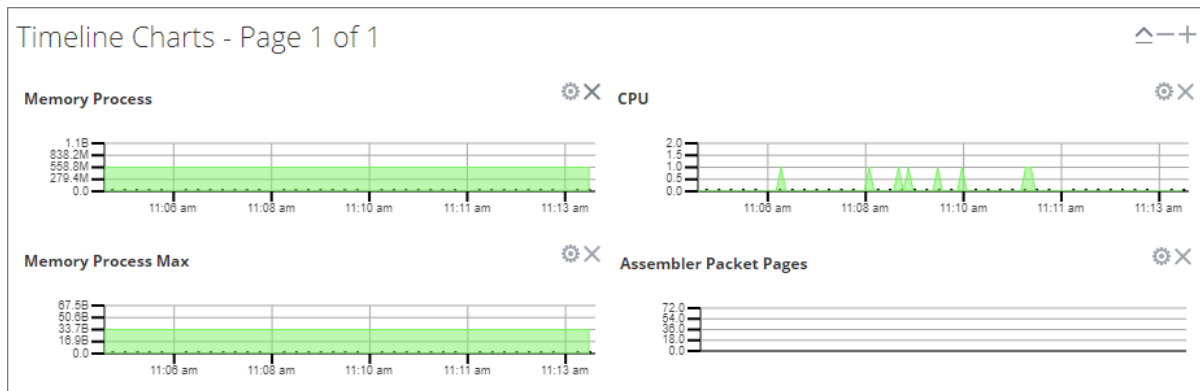 Timeline Charts - Page 1 of 1
Memory Process
1.1B
838.2M
558.8M
279.4M
0.0
11:06 am 11:08 am 11:10 am 11:11 am 11:13 am
CPU
2.0
1.5
1.0
0.5
0.0
11:06 am 11:08 am 11:10 am 11:11 am 11:13 am
Memory Process Max
67.5B
50.6B
33.7B
16.9B
0.0
11:06 am 11:08 am 11:10 am 11:11 am 11:13 am
Assembler Packet Pages
72.0
54.0
36.0
18.0
0.0